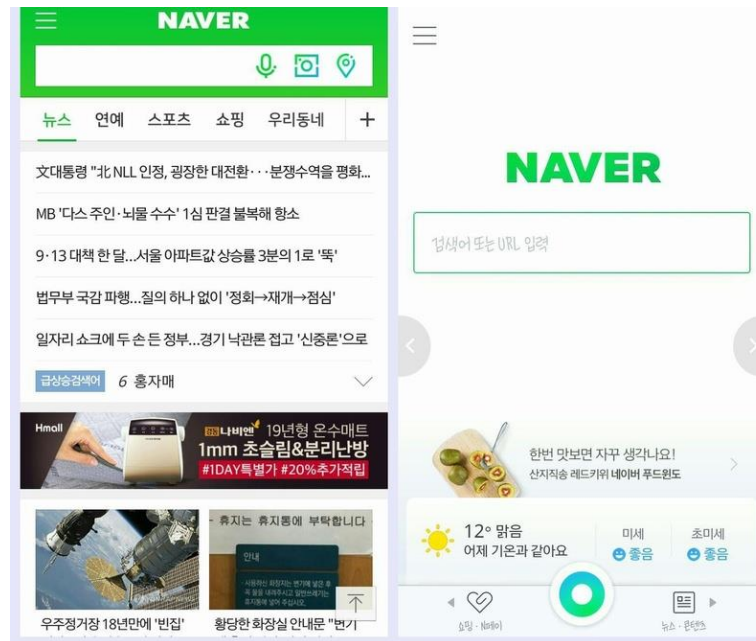 NAVER
뉴스 연예 스포츠 쇼핑 우리동네 +
文대통령 "北 NLL 인정, 굉장한 대전환···분쟁수역을 평화...
MB '다스 주인·뇌물 수수' 1심 판결 불복해 항소
9·13 대책 한 달...서울 아파트값 상승률 3분의 1로 '뚝'
법무부 국감 파행...질의 하나 없이 '정회→재개→점심'
일자리 쇼크에 두 손 든 정부...경기 낙관론 접고 '신중론'으로
급상승검색어 6 홍자매
Hmall
나비엔 19년형 온수매트
1mm 초슬림&분리난방
#1DAY특별가 #20%추가적립
휴지는 휴지통에 부탁합니다
안내
우주정거장 18년만에 '빈집'
황당한 화장실 안내문 "변기
NAVER
검색어 또는 URL 입력
한번 맛보면 자꾸 생각나요!
산지직송 레드키위 네이버 푸드윈도
12° 맑음
어제 기온과 같아요
미세
좋음
초미세
좋음
쇼핑·
뉴스·콘텐츠